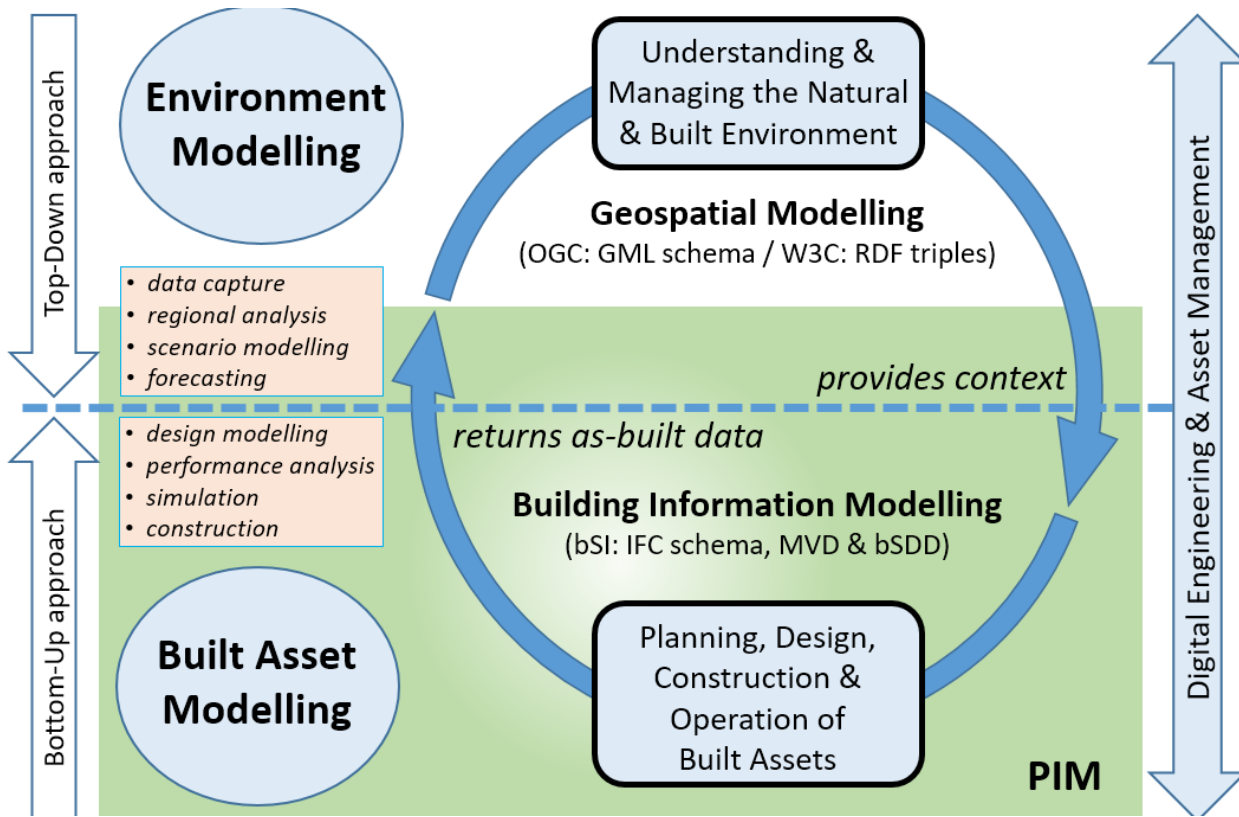 Top-Down approach
Environment
Modelling
• data capture
• regional analysis
• scenario modelling
• forecasting
Understanding &
Managing the Natural
& Built Environment
Geospatial Modelling
(OGC: GML schema / W3C: RDF triples)
provides context
returns as-built data
Bottom-Up approach
• design modelling
• performance analysis
• simulation
• construction
Building Information Modelling
(bSI: IFC schema, MVD & bSDD)
Built Asset
Modelling
Planning, Design,
Construction &
Operation of
Built Assets
PIM
Digital Engineering & Asset Management